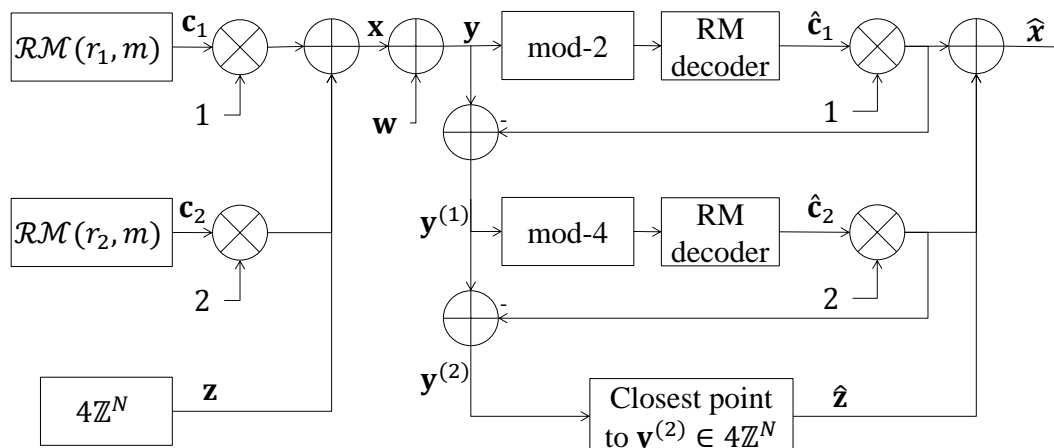 𝓡𝓜(r₁, m)
c₁
1
x
w
y
mod-2
RM
decoder
ĉ₁
1
x̂
-
𝓡𝓜(r₂, m)
c₂
2
y⁽¹⁾
mod-4
RM
decoder
ĉ₂
2
-
4ℤᴺ
z
y⁽²⁾
Closest point
to y⁽²⁾ ∈ 4ℤᴺ
ẑ